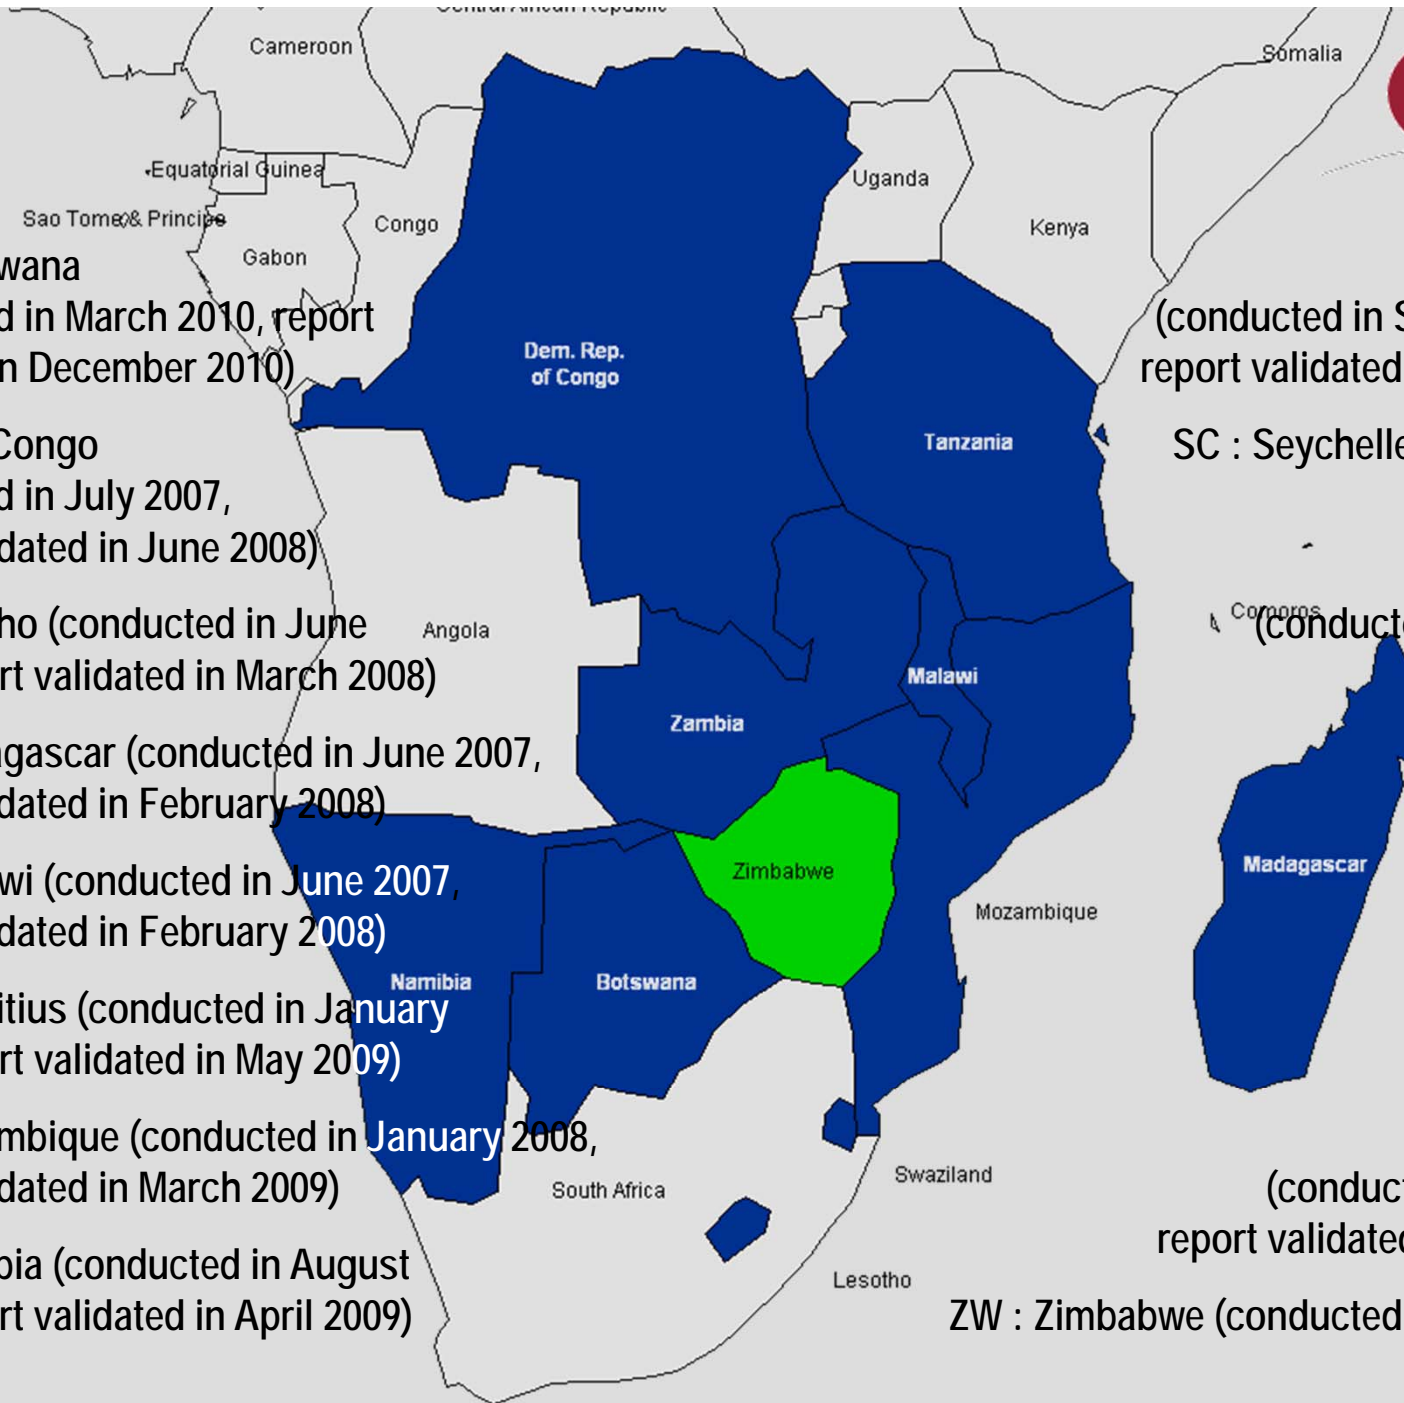 Central African Republic
Cameroon
Somalia
Equatorial Guinea
Uganda
Sao Tome & Principe
Congo
Kenya
Gabon
wana
d in March 2010, report
n December 2010)
(conducted in S
report validated
Dem. Rep.
of Congo
Tanzania
Congo
d in July 2007,
dated in June 2008)
SC : Seychelle
ho (conducted in June
rt validated in March 2008)
Angola
Comoros
(conducte
Malawi
Zambia
gascar (conducted in June 2007,
dated in February 2008)
wi (conducted in June 2007,
dated in February 2008)
Zimbabwe
Madagascar
Mozambique
Namibia
Botswana
itius (conducted in January
rt validated in May 2009)
mbique (conducted in January 2008,
dated in March 2009)
South Africa
Swaziland
(conduct
report validated
bia (conducted in August
rt validated in April 2009)
Lesotho
ZW : Zimbabwe (conducted